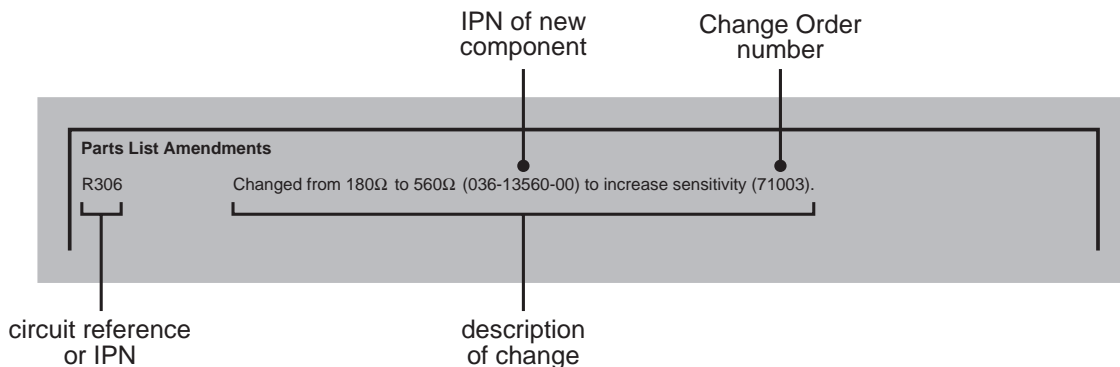 IPN of new
component
Change Order
number
Parts List Amendments
R306 Changed from 180Ω to 560Ω (036-13560-00) to increase sensitivity (71003).
circuit reference
or IPN
description
of change